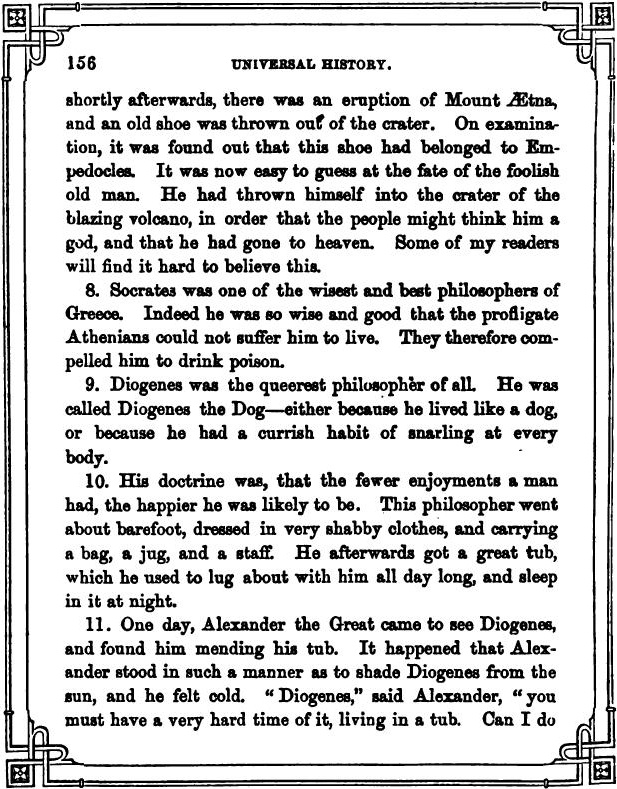 156 UNIVERSAL HISTORY.
shortly afterwards, there was an eruption of Mount Ætna,
and an old shoe was thrown out of the crater. On examina-
tion, it was found out that this shoe had belonged to Em-
pedocles. It was now easy to guess at the fate of the foolish
old man. He had thrown himself into the crater of the
blazing volcano, in order that the people might think him a
god, and that he had gone to heaven. Some of my readers
will find it hard to believe this.
8. Socrates was one of the wisest and best philosophers of
Greece. Indeed he was so wise and good that the profligate
Athenians could not suffer him to live. They therefore com-
pelled him to drink poison.
9. Diogenes was the queerest philosopher of all. He was
called Diogenes the Dog—either because he lived like a dog,
or because he had a currish habit of snarling at every
body.
10. His doctrine was, that the fewer enjoyments a man
had, the happier he was likely to be. This philosopher went
about barefoot, dressed in very shabby clothes, and carrying
a bag, a jug, and a staff. He afterwards got a great tub,
which he used to lug about with him all day long, and sleep
in it at night.
11. One day, Alexander the Great came to see Diogenes,
and found him mending his tub. It happened that Alex-
ander stood in such a manner as to shade Diogenes from the
sun, and he felt cold. “Diogenes,” said Alexander, “you
must have a very hard time of it, living in a tub. Can I do